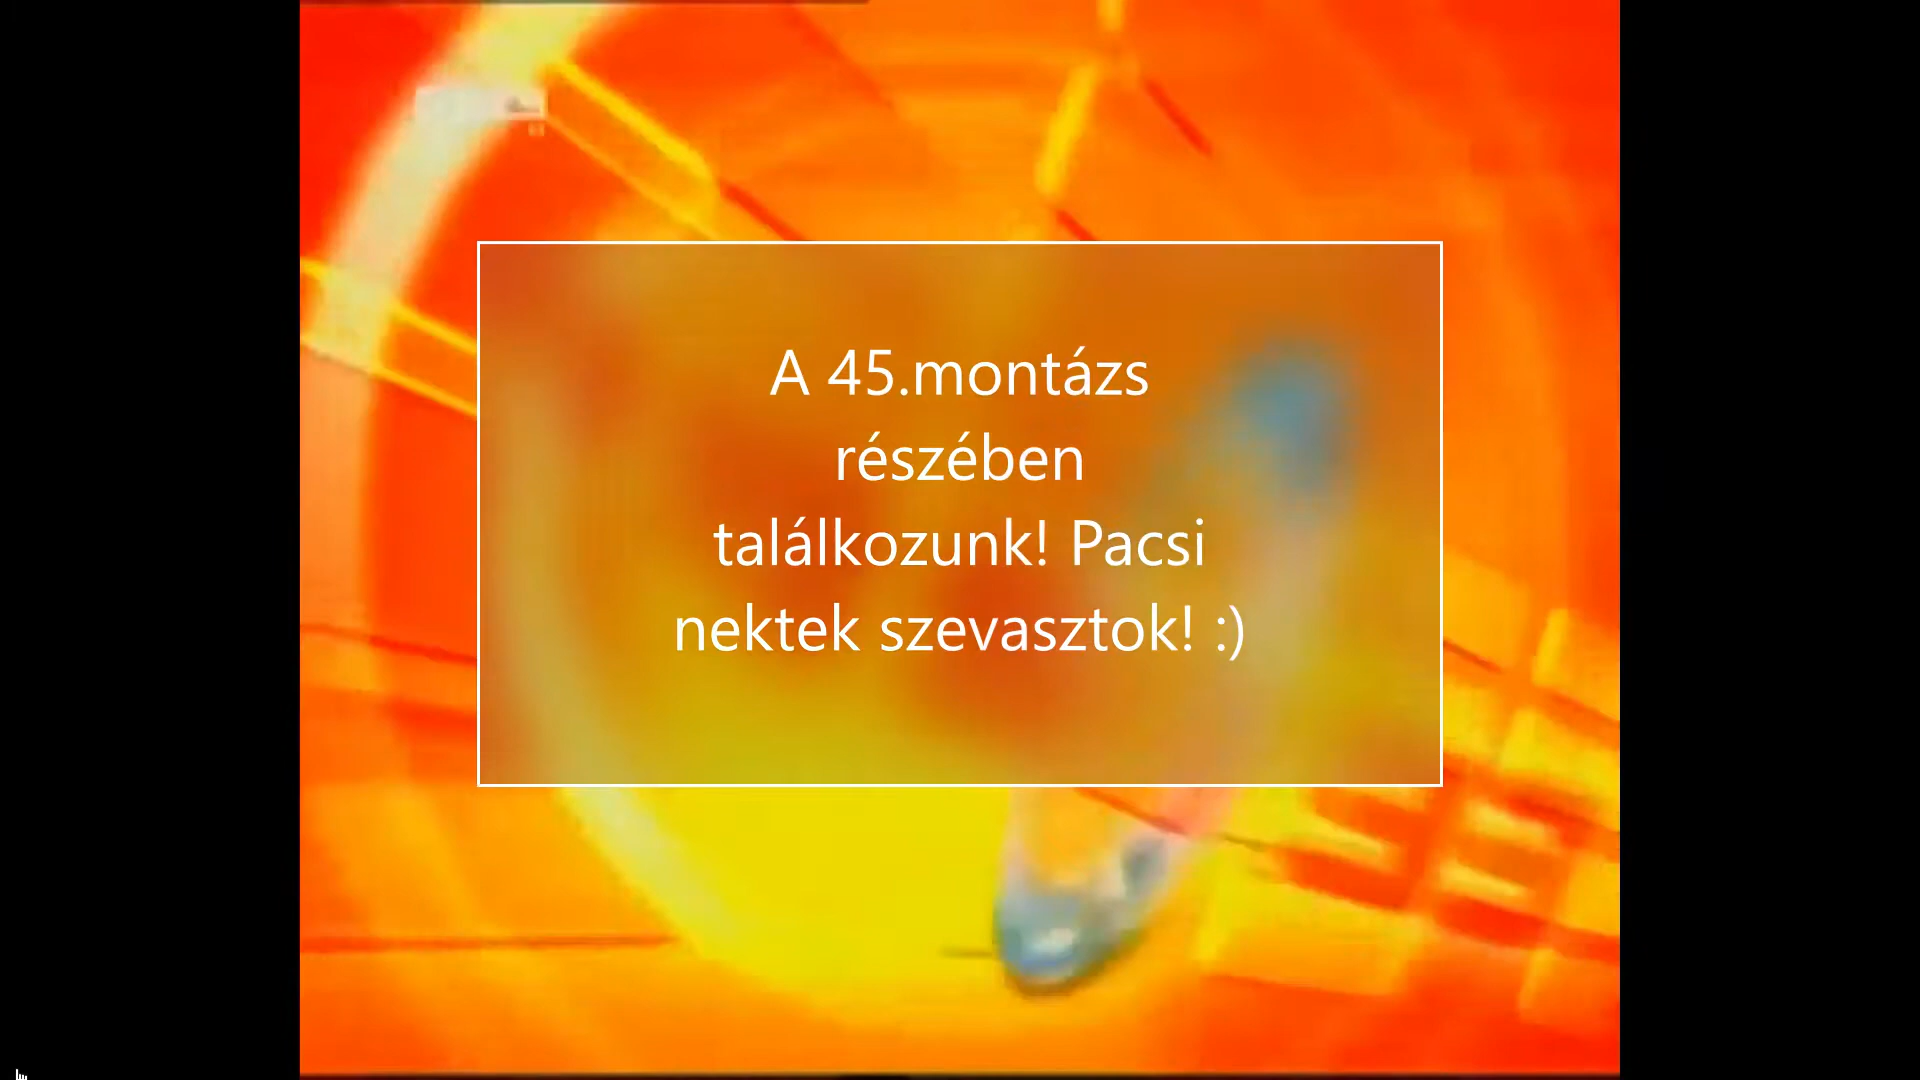 A 45.montázs
részében
találkozunk! Pacsi
nektek szevasztok! :)